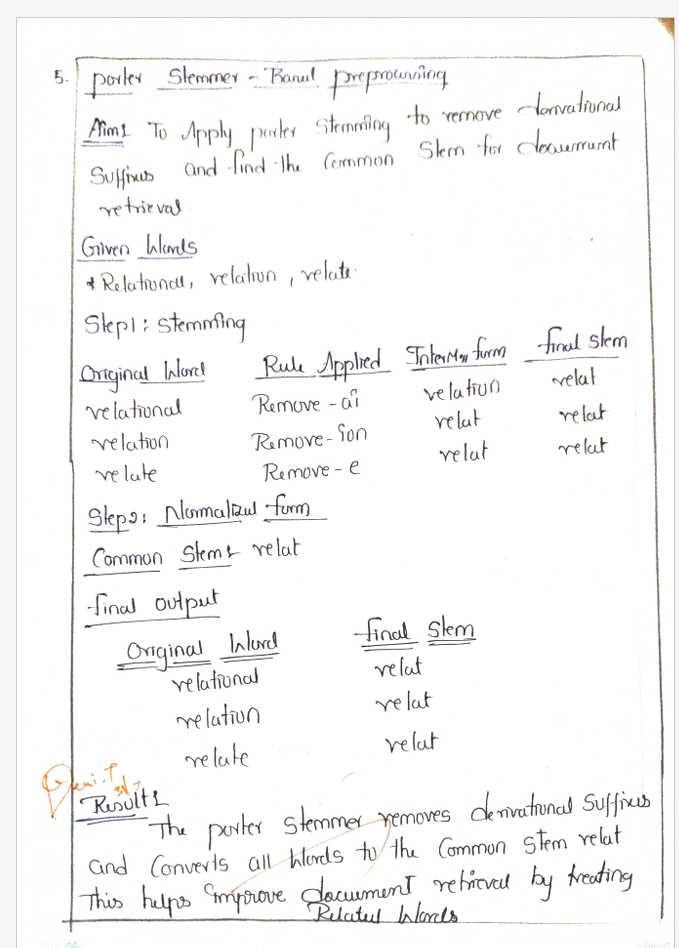 5. porter Stemmer - Based preprocessing
Aim: To Apply porter Stemming to remove derivational
Suffixes and find the Common Stem for document
retrieval.
Given Words
* Relational, relation, relate.
Step1: Stemming
Original Word Rule Applied form final stem
relational Remove - al relation relat
relation Remove - ion relat relat
relate Remove - e relat relat
Step2: Normalized form
Common Stem: relat
final output
Original Word final Stem
relational relat
relation relat
relate relat
Result:
The porter stemmer removes derivational Suffixes
and Converts all Words to the Common Stem relat
This helps improve document retrieval by treating
Related Words